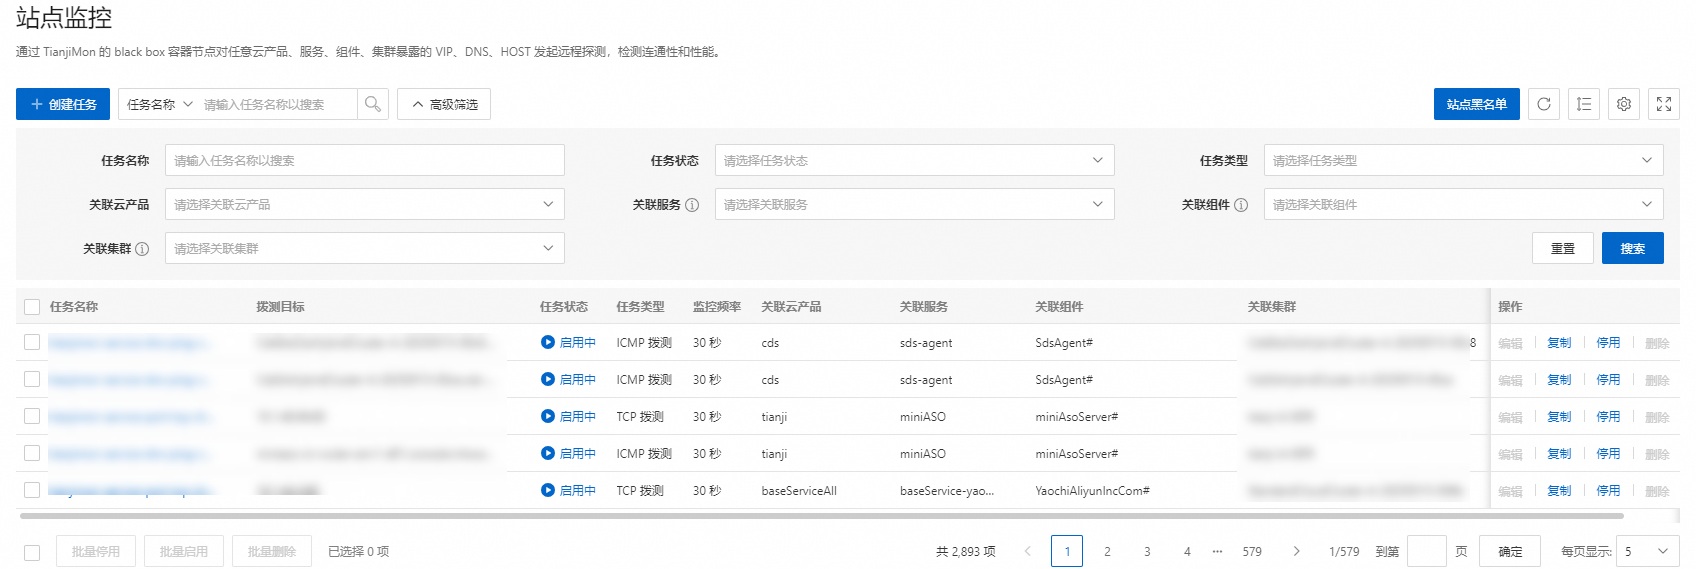 站点监控
通过 TianjiMon 的 black box 容器节点对任意云产品、服务、组件、集群暴露的 VIP、DNS、HOST 发起远程探测，检测连通性和性能。
创建任务 任务名称 请输入任务名称以搜索 高级筛选 站点黑名单
任务名称 请输入任务名称以搜索 任务状态 请选择任务状态 任务类型 请选择任务类型
关联云产品 请选择关联云产品 关联服务 请选择关联服务 关联组件 请选择关联组件
关联集群 请选择关联集群 重置 搜索
任务名称 拨测目标 任务状态 任务类型 监控频率 关联云产品 关联服务 关联组件 关联集群 操作
启用中 ICMP 拨测 30 秒 cds sds-agent SdsAgent# 8 编辑 复制 停用 删除
启用中 ICMP 拨测 30 秒 cds sds-agent SdsAgent# 编辑 复制 停用 删除
启用中 TCP 拨测 30 秒 tianji miniASO miniAsoServer# 编辑 复制 停用 删除
启用中 ICMP 拨测 30 秒 tianji miniASO miniAsoServer# 编辑 复制 停用 删除
启用中 TCP 拨测 30 秒 baseServiceAll baseService-yao... YaochiAliyunIncCom# 编辑 复制 停用 删除
批量停用 批量启用 批量删除 已选择 0 项 共 2,893 项 1 2 3 4 ... 579 1/579 到第 页 确定 每页显示: 5